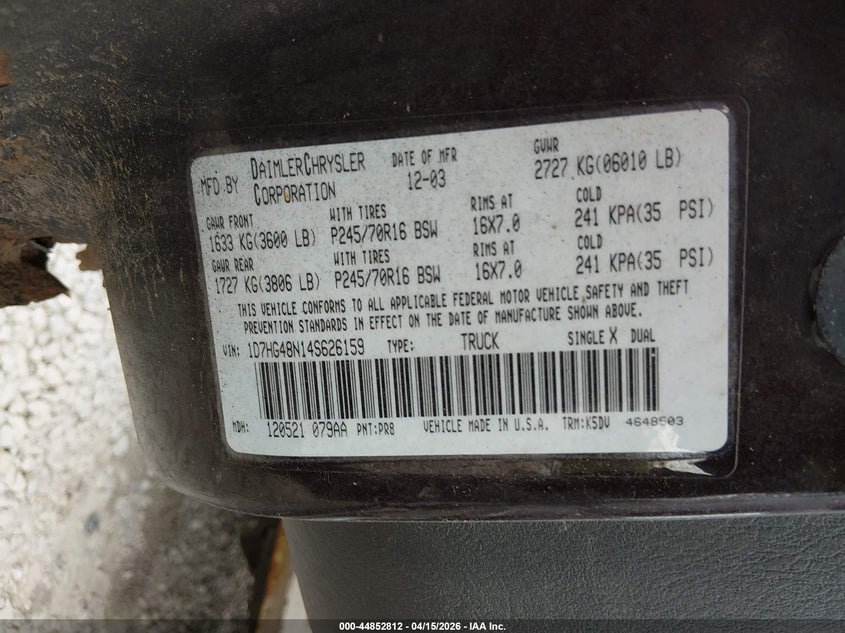 MFD BY DAIMLERCHRYSLER CORPORATION DATE OF MFR 12-03 GVWR 2727 KG(06010 LB)
GAWR FRONT WITH TIRES RIMS AT COLD
1633 KG(3600 LB) P245/70R16 BSW 16X7.0 241 KPA(35 PSI)
GAWR REAR WITH TIRES RIMS AT COLD
1727 KG(3806 LB) P245/70R16 BSW 16X7.0 241 KPA(35 PSI)
THIS VEHICLE CONFORMS TO ALL APPLICABLE FEDERAL MOTOR VEHICLE SAFETY AND THEFT
PREVENTION STANDARDS IN EFFECT ON THE DATE OF MANUFACTURE SHOWN ABOVE.
VIN: 1D7HG48N14S626159 TYPE: TRUCK SINGLE X DUAL
MDH: 120521 079AA PNT:PR8 VEHICLE MADE IN U.S.A. TRM:K5DV 4648503
000-44852812 - 04/15/2026 - IAA Inc.